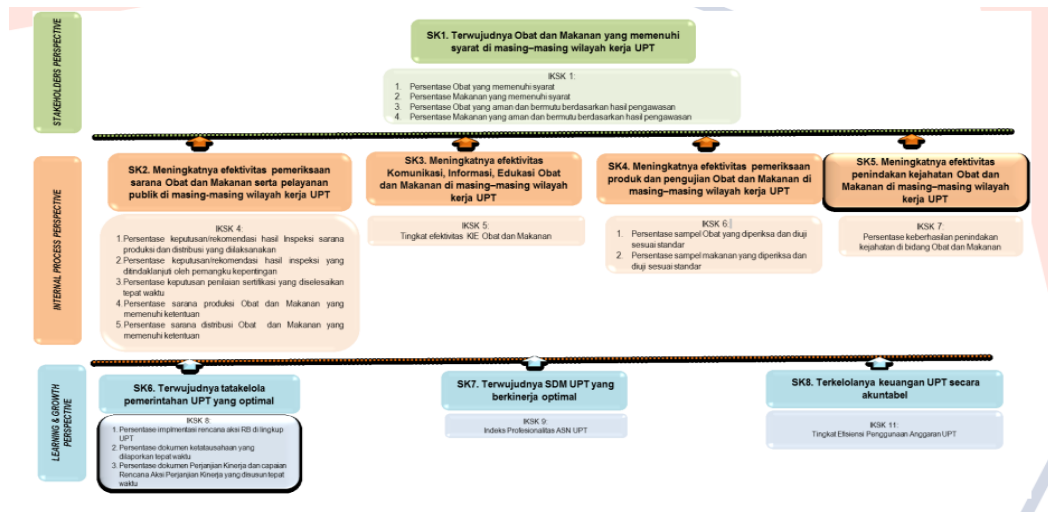 STAKEHOLDERS PERSPECTIVE
SK1. Terwujudnya Obat dan Makanan yang memenuhi
syarat di masing–masing wilayah kerja UPT
IKSK 1:
1. Persentase Obat yang memenuhi syarat
2. Persentase Makanan yang memenuhi syarat
3. Persentase Obat yang aman dan bermutu berdasarkan hasil pengawasan
4. Persentase Makanan yang aman dan bermutu berdasarkan hasil pengawasan
INTERNAL PROCESS PERSPECTIVE
SK2. Meningkatnya efektivitas pemeriksaan
sarana Obat dan Makanan serta pelayanan
publik di masing-masing wilayah kerja UPT
IKSK 4:
1. Persentase keputusan/rekomendasi hasil Inspeksi sarana
produksi dan distribusi yang dilaksanakan
2. Persentase keputusan/rekomendasi hasil inspeksi yang
ditindaklanjuti oleh pemangku kepentingan
3. Persentase keputusan penilaian sertifikasi yang diselesaikan
tepat waktu
4. Persentase sarana produksi Obat dan Makanan yang
memenuhi ketentuan
5. Persentase sarana distribusi Obat dan Makanan yang
memenuhi ketentuan
SK3. Meningkatnya efektivitas
Komunikasi, Informasi, Edukasi Obat
dan Makanan di masing–masing wilayah
kerja UPT
IKSK 5:
Tingkat efektivitas KIE Obat dan Makanan
SK4. Meningkatnya efektivitas pemeriksaan
produk dan pengujian Obat dan Makanan di
masing–masing wilayah kerja UPT
IKSK 6:
1. Persentase sampel Obat yang diperiksa dan diuji
sesuai standar
2. Persentase sampel makanan yang diperiksa dan
diuji sesuai standar
SK5. Meningkatnya efektivitas
penindakan kejahatan Obat dan
Makanan di masing-masing wilayah
kerja UPT
IKSK 7:
Persentase keberhasilan penindakan
kejahatan di bidang Obat dan Makanan
LEARNING & GROWTH
PERSPECTIVE
SK6. Terwujudnya tatakelola
pemerintahan UPT yang optimal
IKSK 8:
1. Persentase implmentasi rencana aksi RB di lingkup
UPT
2. Persentase dokumen ketatausahaan yang
dilaporkan tepat waktu
3. Persentase dokumen Perjanjian Kinerja dan capaian
Rencana Aksi Perjanjian Kinerja yang disusun tepat
waktu
SK7. Terwujudnya SDM UPT yang
berkinerja optimal
IKSK 9:
Indeks Profesionalitas ASN UPT
SK8. Terkelolanya keuangan UPT secara
akuntabel
IKSK 11:
Tingkat Efisiensi Penggunaan Anggaran UPT